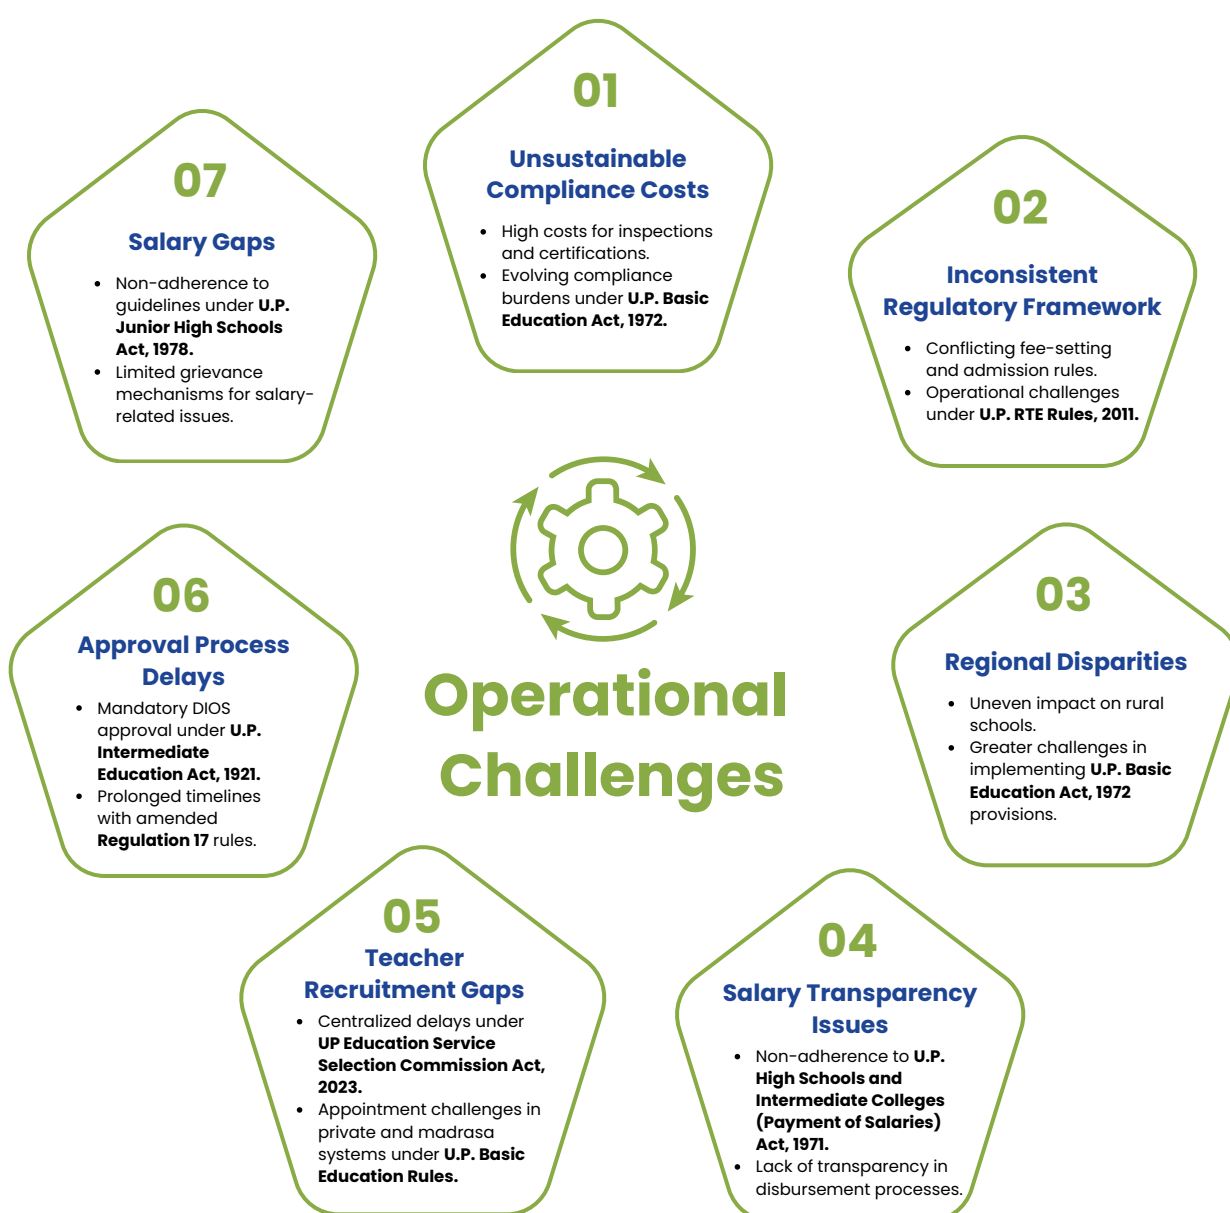 01
Unsustainable
Compliance Costs
• High costs for inspections
and certifications.
• Evolving compliance
burdens under U.P. Basic
Education Act, 1972.
02
Inconsistent
Regulatory Framework
• Conflicting fee-setting
and admission rules.
• Operational challenges
under U.P. RTE Rules, 2011.
03
Regional Disparities
• Uneven impact on rural
schools.
• Greater challenges in
implementing U.P. Basic
Education Act, 1972
provisions.
04
Salary Transparency
Issues
• Non-adherence to U.P.
High Schools and
Intermediate Colleges
(Payment of Salaries)
Act, 1971.
• Lack of transparency in
disbursement processes.
05
Teacher
Recruitment Gaps
• Centralized delays under
UP Education Service
Selection Commission Act,
2023.
• Appointment challenges in
private and madrasa
systems under U.P. Basic
Education Rules.
06
Approval Process
Delays
• Mandatory DIOS
approval under U.P.
Intermediate
Education Act, 1921.
• Prolonged timelines
with amended
Regulation 17 rules.
07
Salary Gaps
• Non-adherence to
guidelines under U.P.
Junior High Schools
Act, 1978.
• Limited grievance
mechanisms for salary-
related issues.
Operational
Challenges